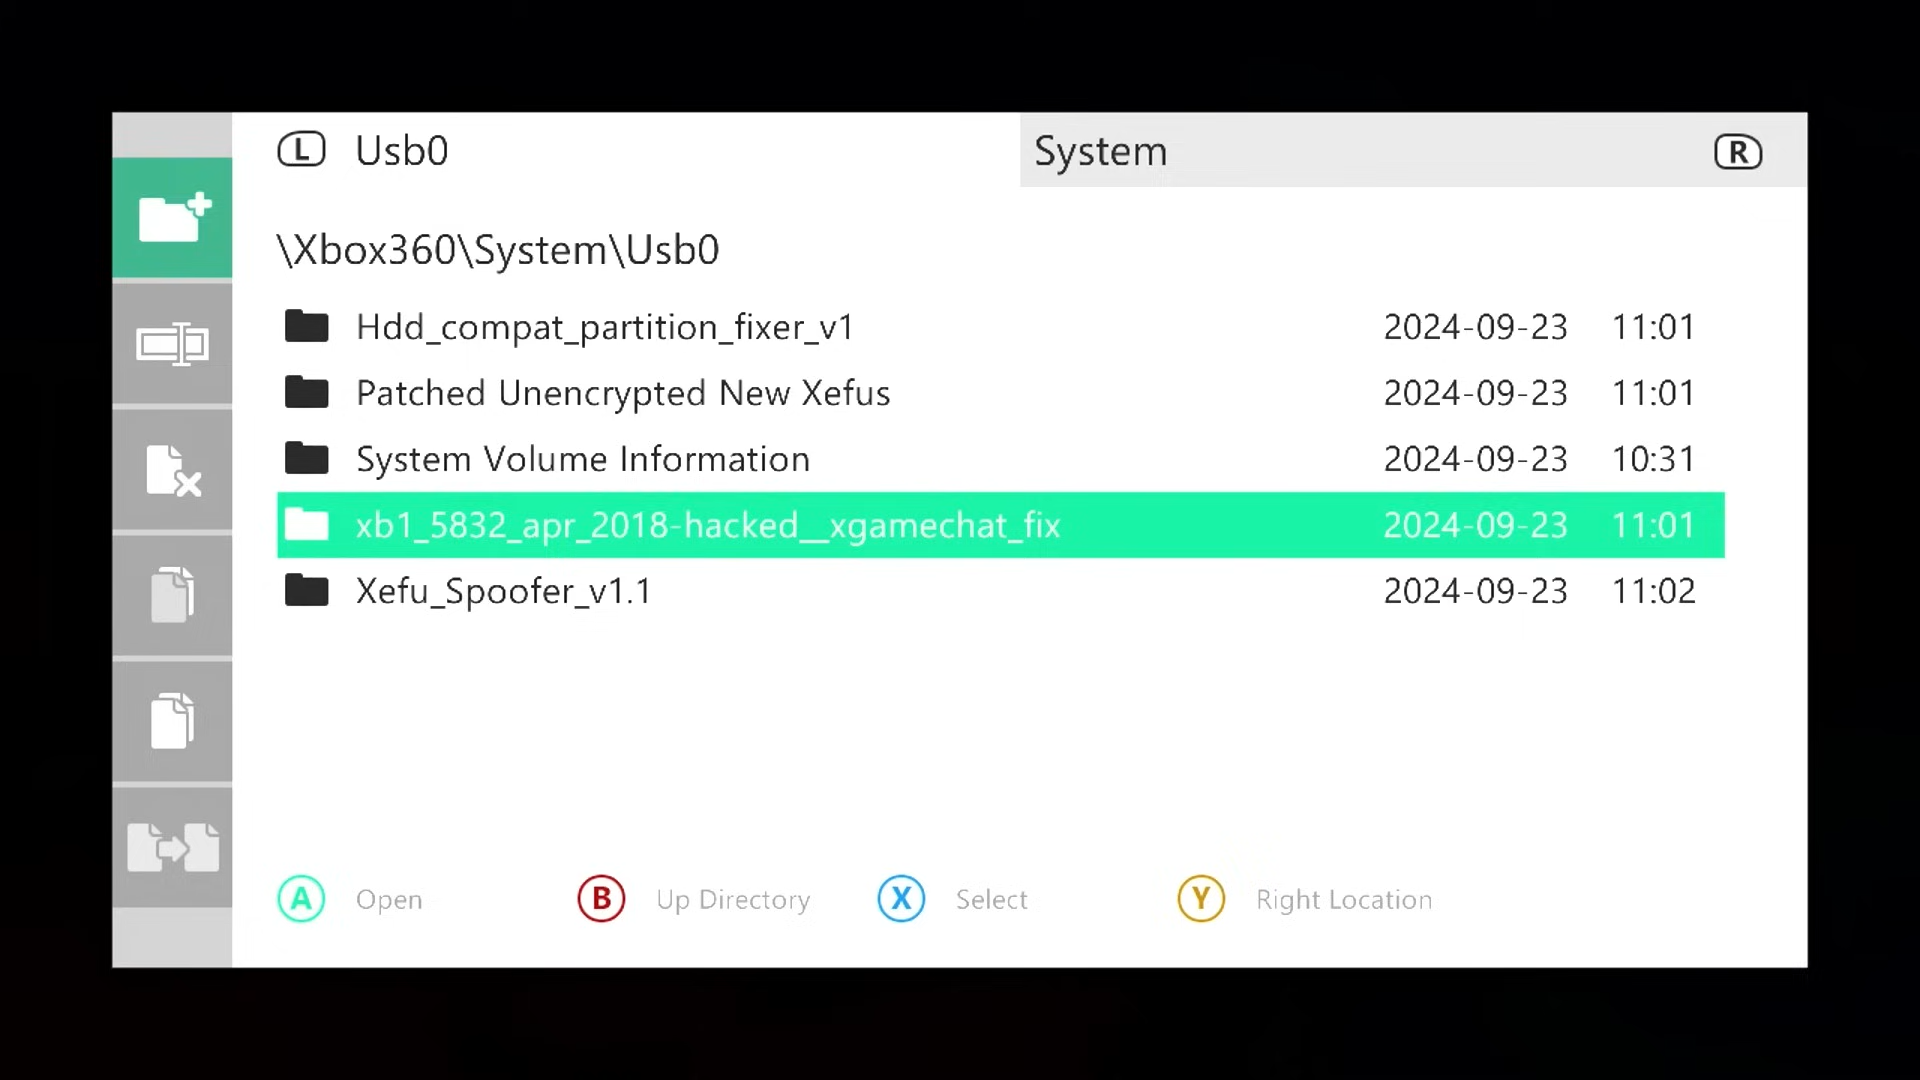 L Usb0 System R
\Xbox360\System\Usb0
Hdd_compat_partition_fixer_v1 2024-09-23 11:01
Patched Unencrypted New Xefus 2024-09-23 11:01
System Volume Information 2024-09-23 10:31
xb1_5832_apr_2018-hacked__xgamechat_fix 2024-09-23 11:01
Xefu_Spoofer_v1.1 2024-09-23 11:02
A Open B Up Directory X Select Y Right Location